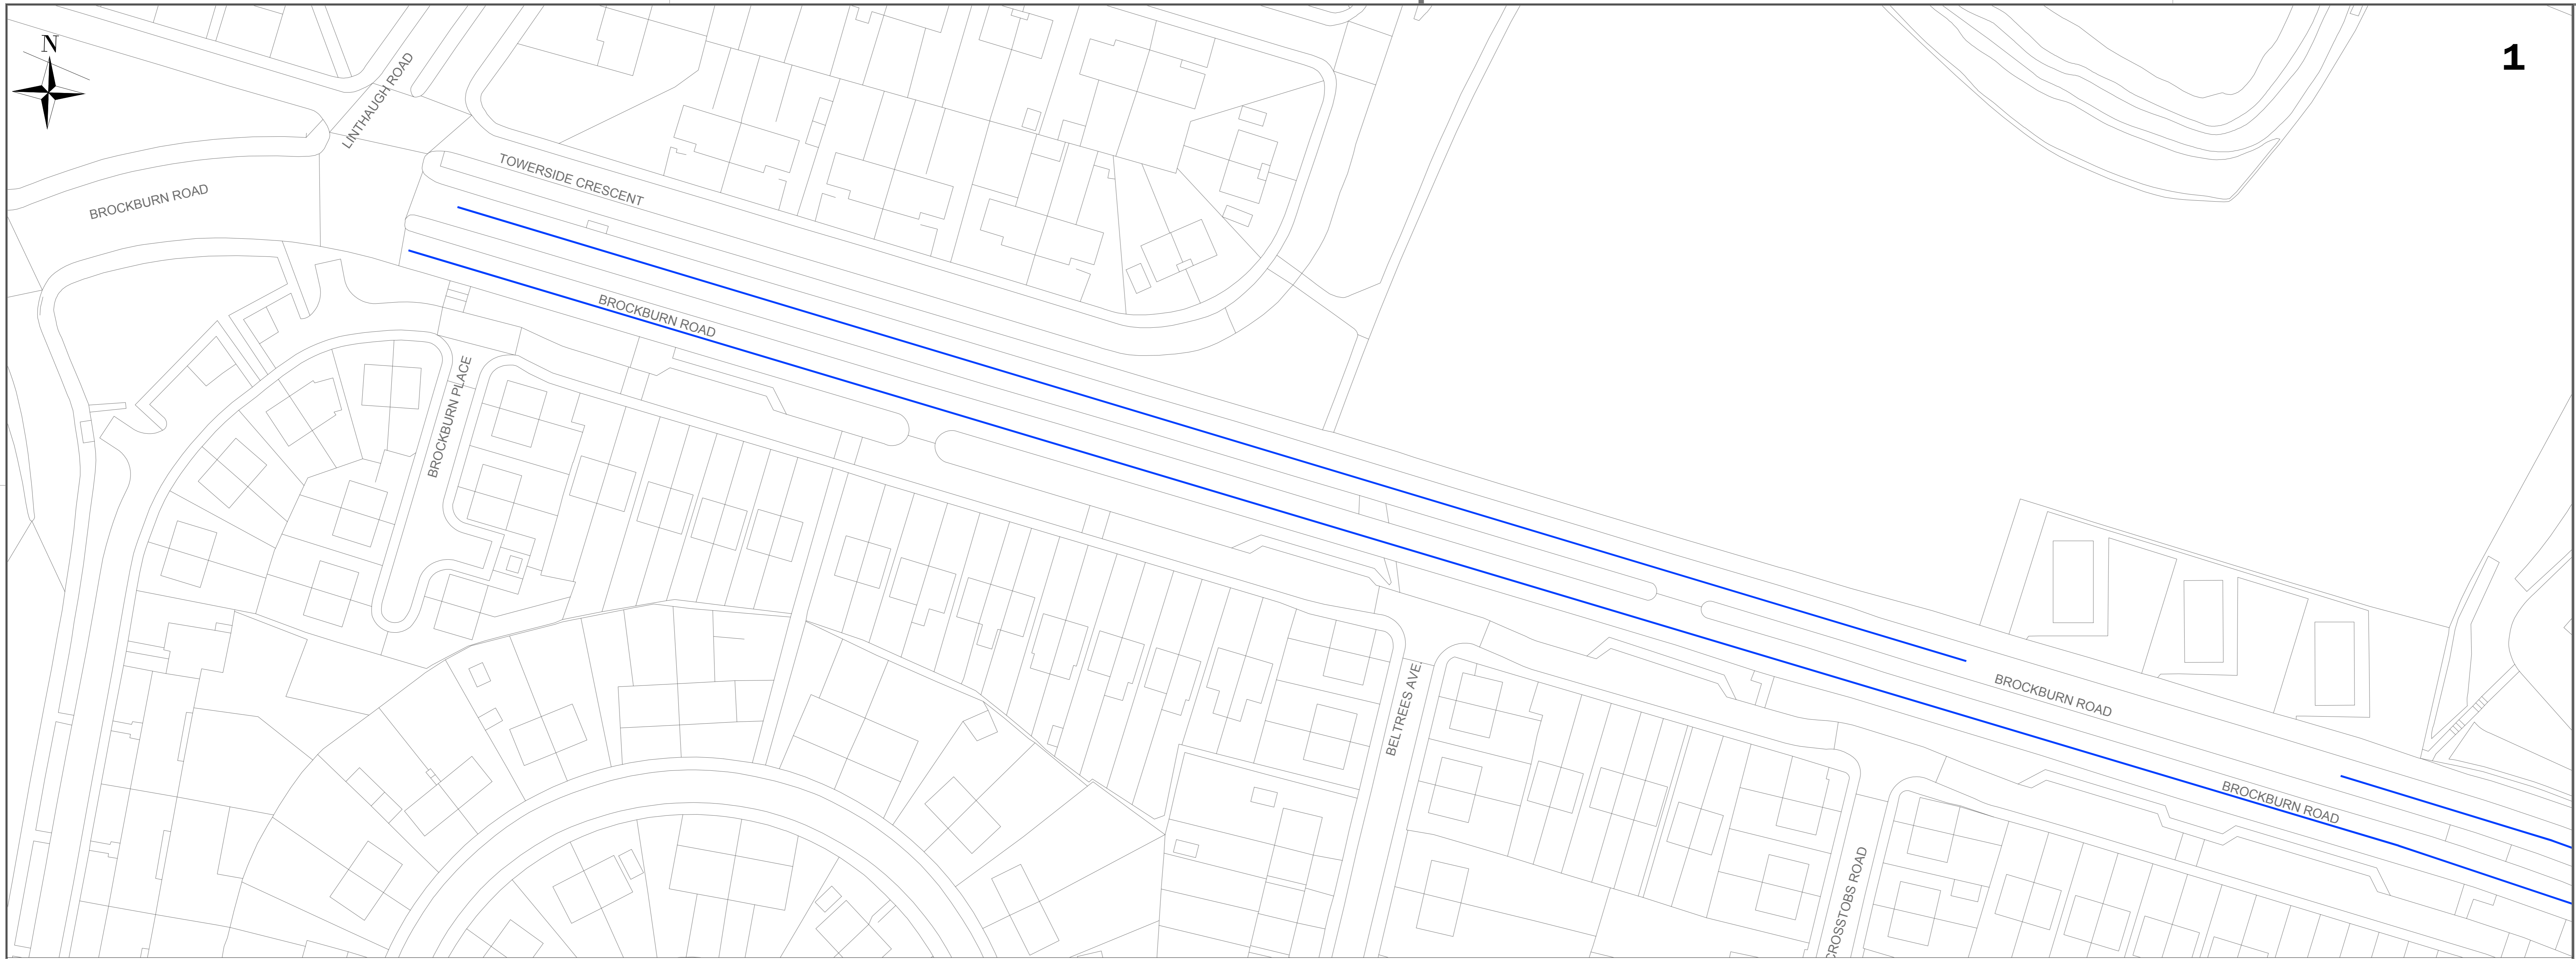 N
1
LINTHAUGH ROAD
TOWERSIDE CRESCENT
BROCKBURN ROAD
BROCKBURN ROAD
BROCKBURN PLACE
BELTREES AVE
BROCKBURN ROAD
BROCKBURN ROAD
CROSSTOBS ROAD